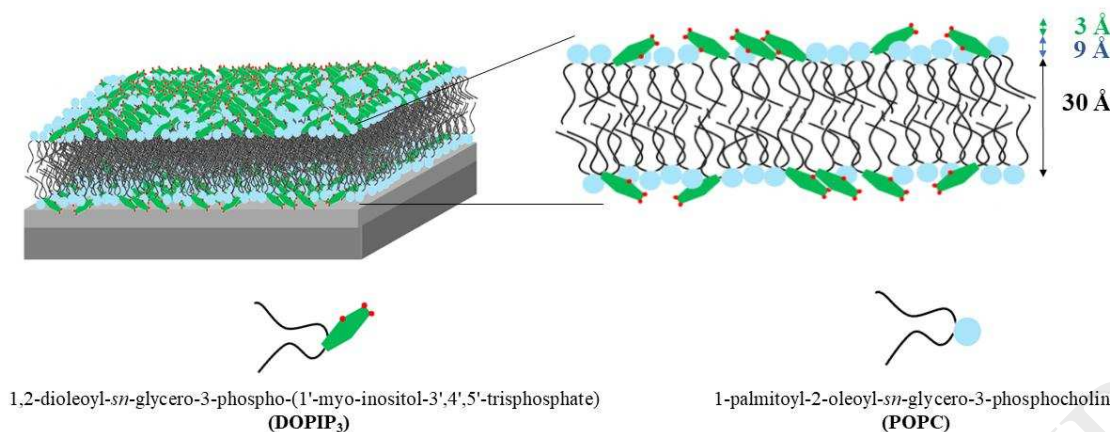 3 Å
9 Å
30 Å
1,2-dioleoyl-sn-glycero-3-phospho-(1'-myo-inositol-3',4',5'-trisphosphate)
(DOPIP₃)
1-palmitoyl-2-oleoyl-sn-glycero-3-phosphocholin
(POPC)